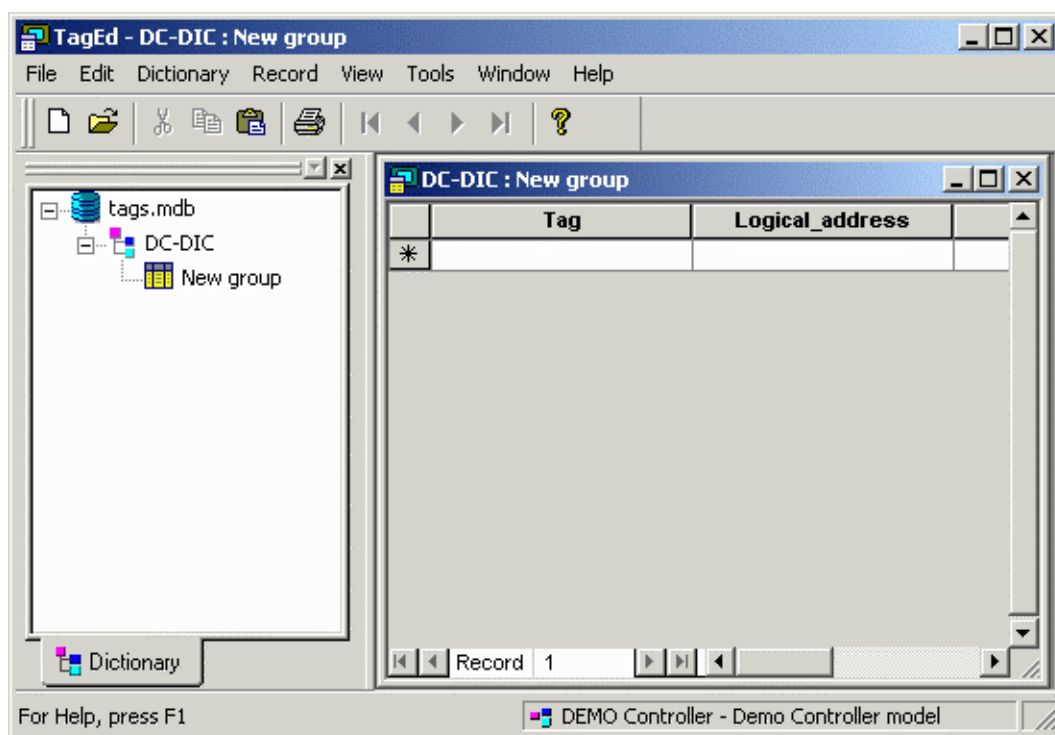 TagEd - DC-DIC : New group
File Edit Dictionary Record View Tools Window Help
tags.mdb
DC-DIC
New group
Dictionary
DC-DIC : New group
Tag Logical_address
Record 1
For Help, press F1
DEMO Controller - Demo Controller model